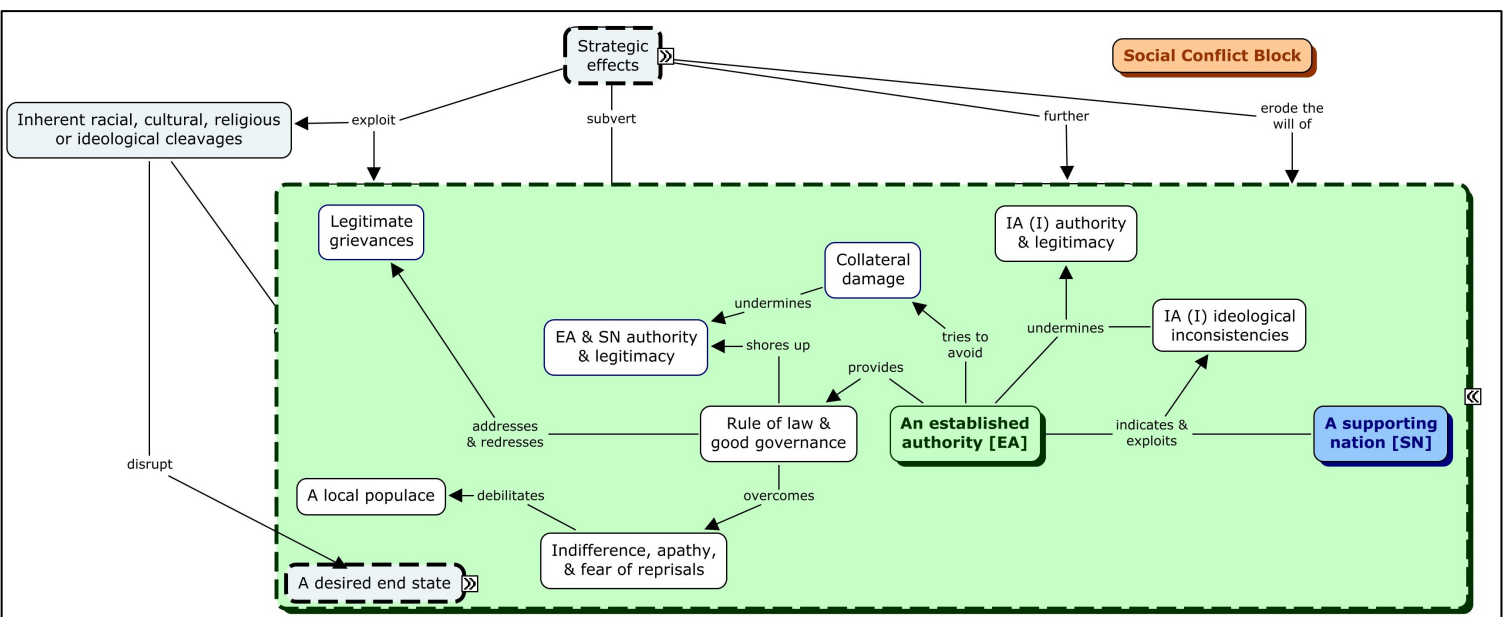 Strategic
effects
Social Conflict Block
Inherent racial, cultural, religious
or ideological cleavages
exploit
subvert
further
erode the
will of
Legitimate
grievances
IA (I) authority
& legitimacy
Collateral
damage
undermines
EA & SN authority
& legitimacy
shores up
tries to
avoid
undermines
IA (I) ideological
inconsistencies
provides
addresses
& redresses
Rule of law &
good governance
An established
authority [EA]
indicates &
exploits
A supporting
nation [SN]
disrupt
A local populace
debilitates
overcomes
Indifference, apathy,
& fear of reprisals
A desired end state